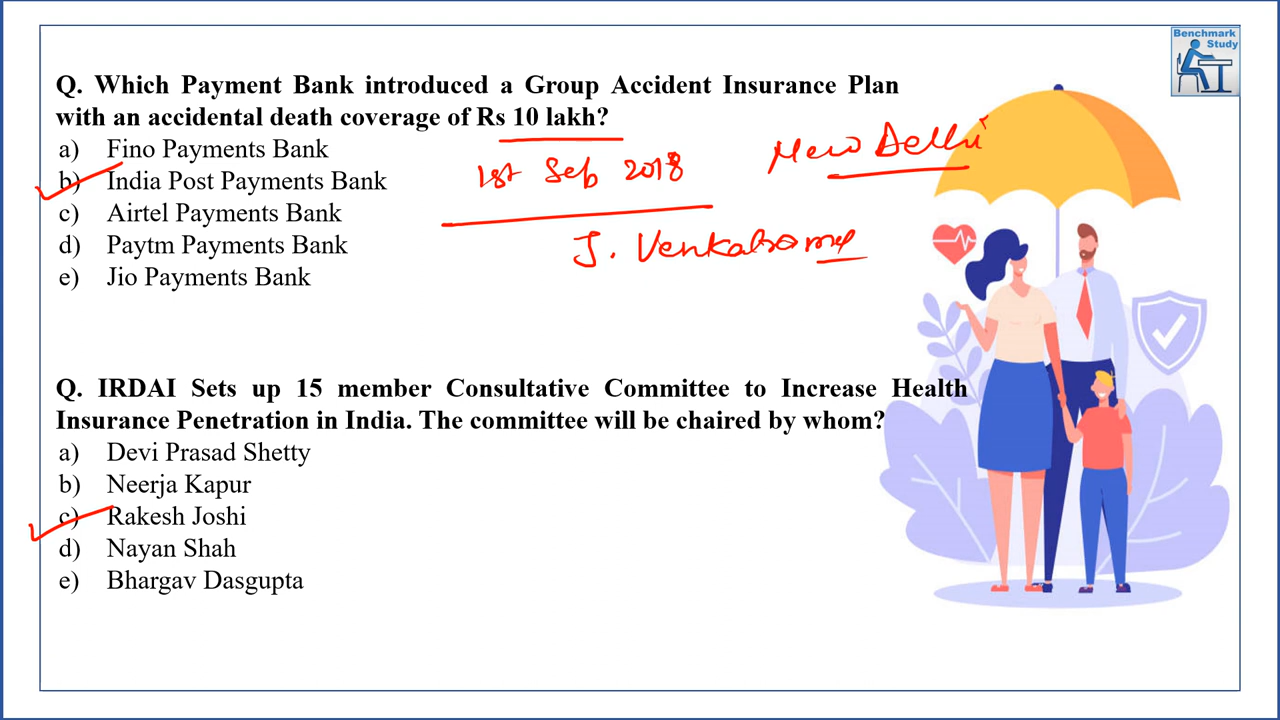 Benchmark
Study
Q. Which Payment Bank introduced a Group Accident Insurance Plan
with an accidental death coverage of Rs 10 lakh?
a) Fino Payments Bank
b) India Post Payments Bank
c) Airtel Payments Bank
d) Paytm Payments Bank
e) Jio Payments Bank
New Delhi
1st Seb 2018
J.
Q. IRDAI Sets up 15 member Consultative Committee to Increase Health
Insurance Penetration in India. The committee will be chaired by whom?
a) Devi Prasad Shetty
b) Neerja Kapur
c) Rakesh Joshi
d) Nayan Shah
e) Bhargav Dasgupta